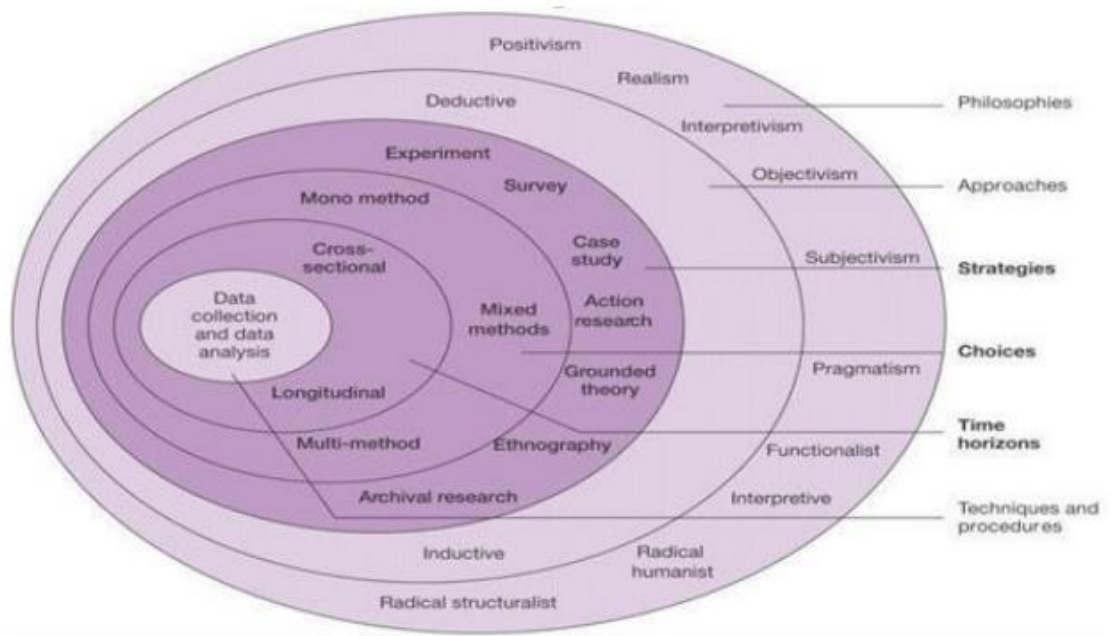 Positivism
Realism
Philosophies
Deductive
Interpretivism
Experiment
Objectivism
Approaches
Survey
Mono method
Case
study
Subjectivism
Strategies
Cross-
sectional
Data
collection
and data
analysis
Mixed
methods
Action
research
Choices
Grounded
theory
Pragmatism
Longitudinal
Time
horizons
Multi-method
Ethnography
Functionalist
Archival research
Interpretive
Techniques and
procedures
Inductive
Radical
humanist
Radical structuralist